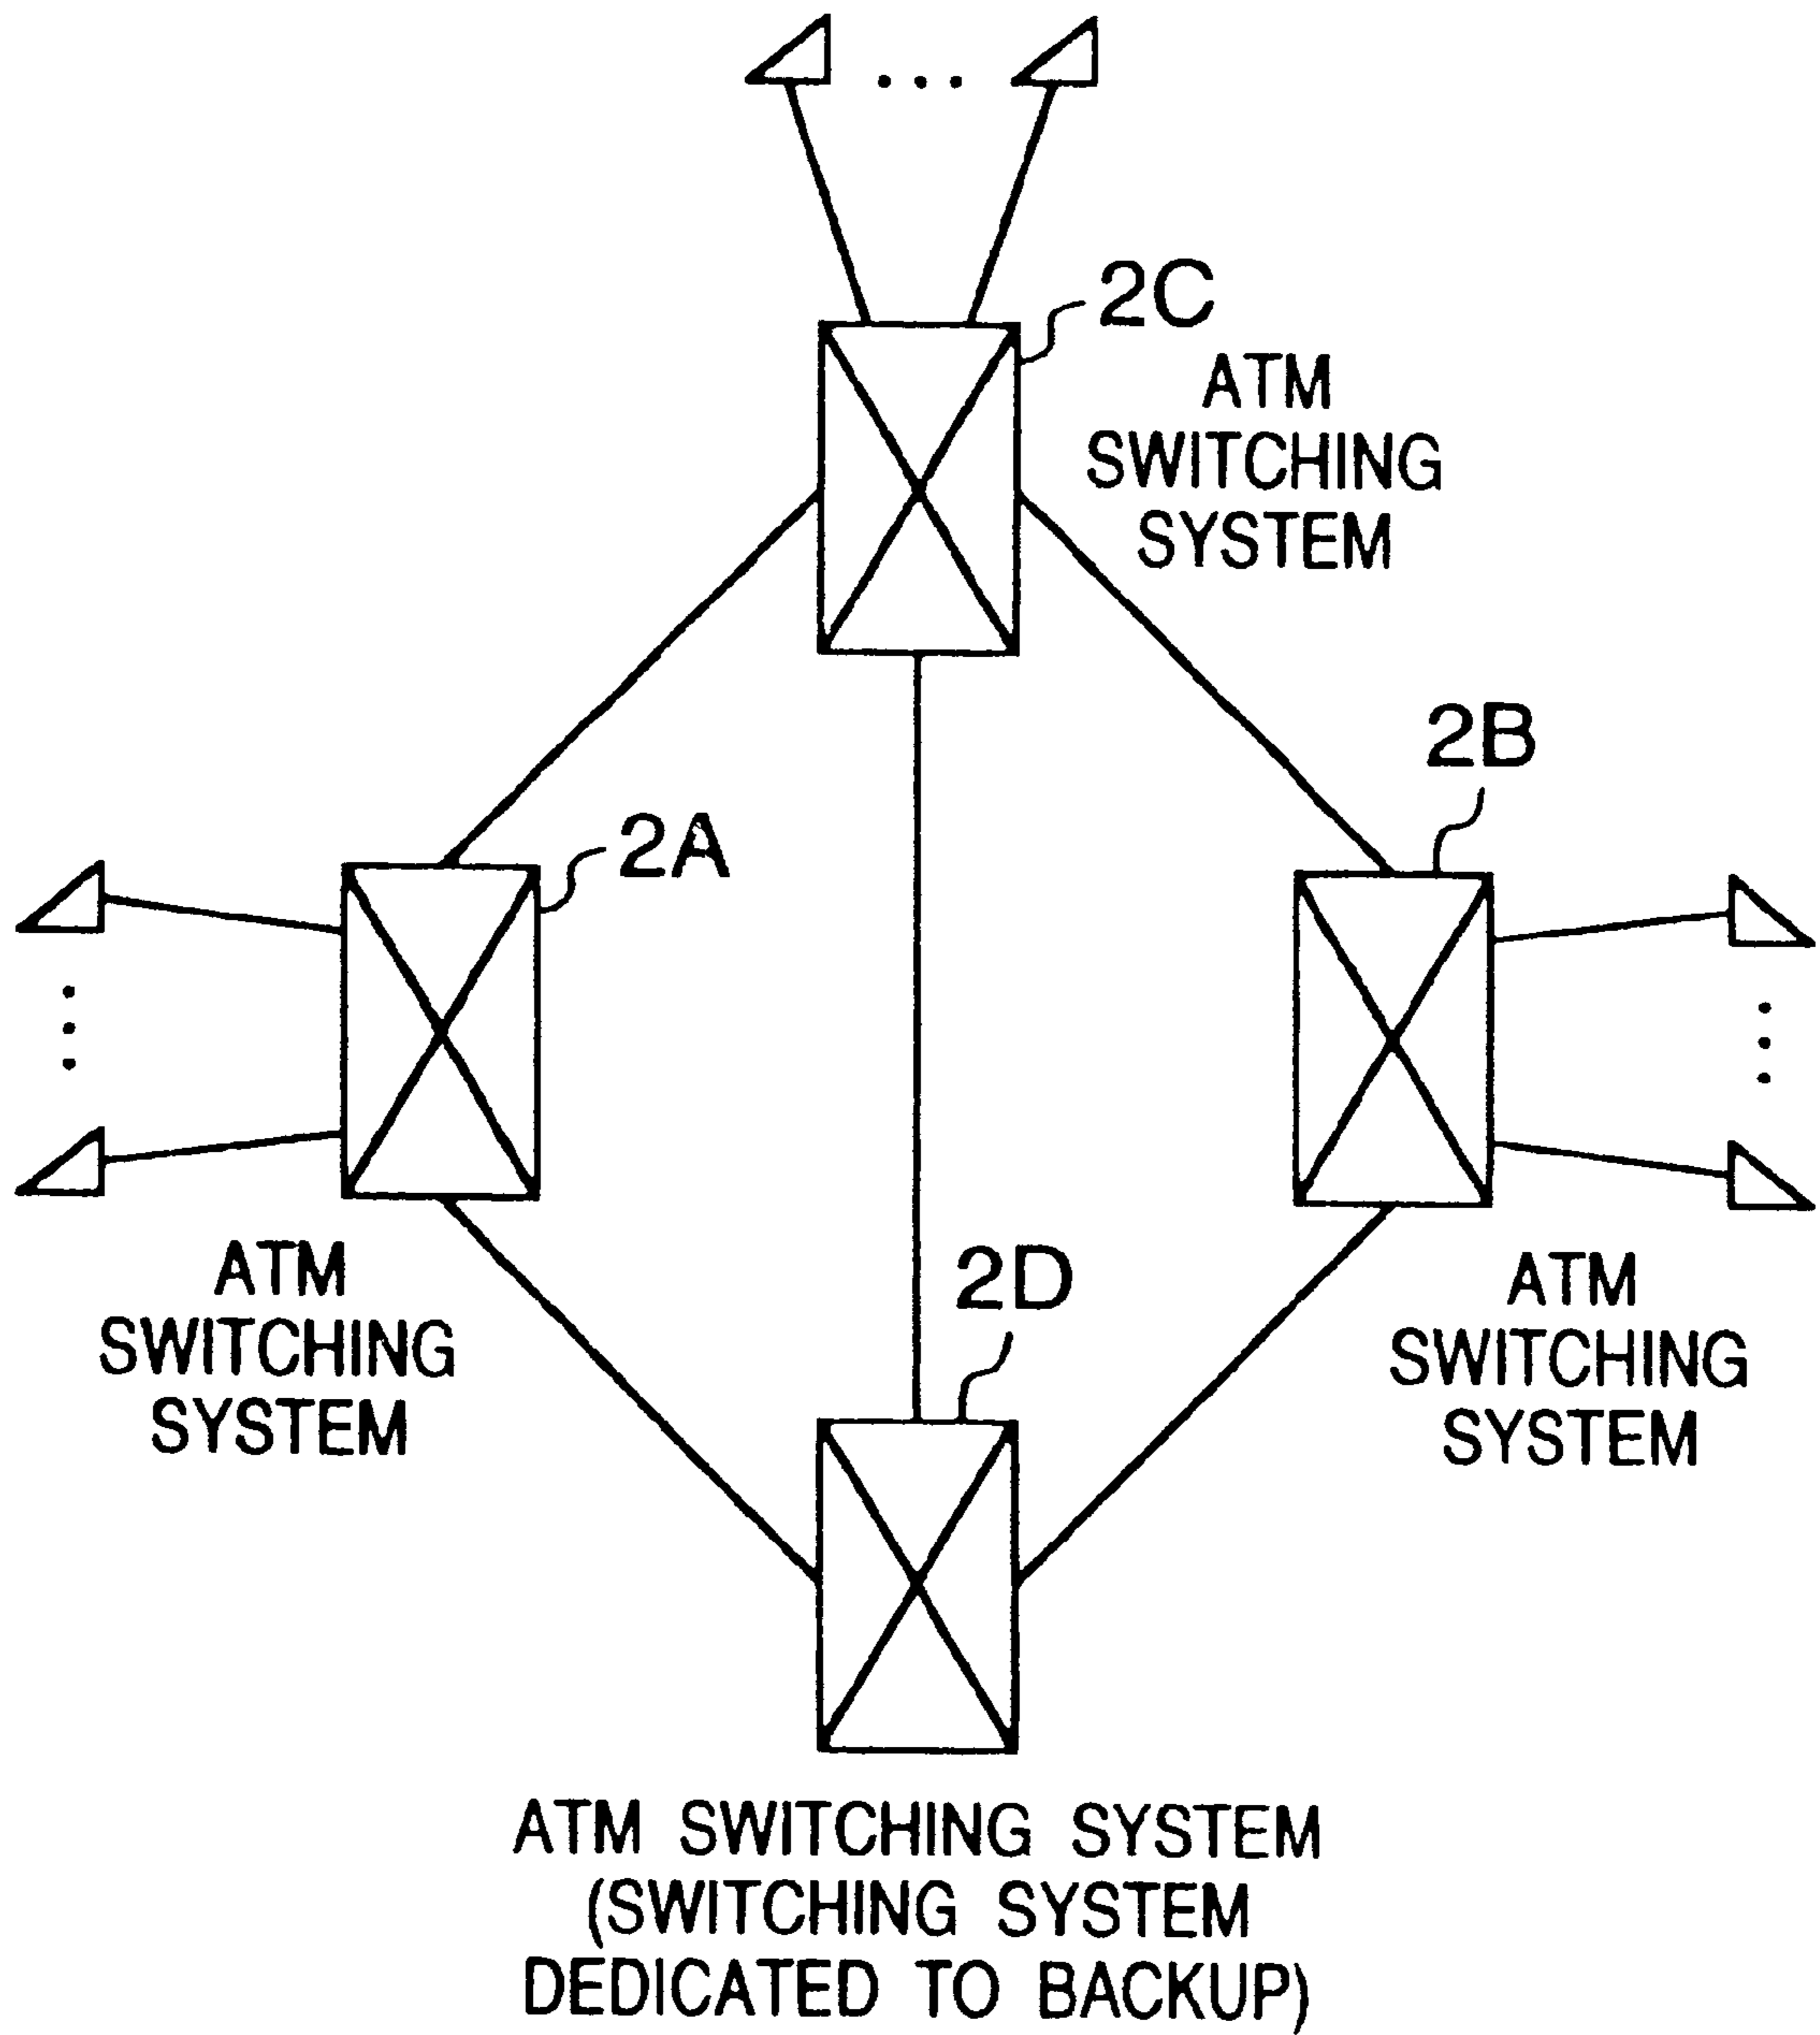 2C
ATM
SWITCHING
SYSTEM
2B
2A
ATM
SWITCHING
SYSTEM
2D
ATM
SWITCHING
SYSTEM
ATM SWITCHING SYSTEM
(SWITCHING SYSTEM
DEDICATED TO BACKUP)